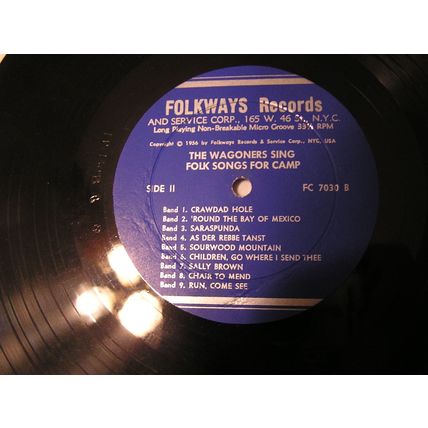 FOLKWAYS Records
AND SERVICE CORP., 165 W. 46 St., N.Y.C.
Long Playing Non-Breakable Micro Groove 33⅓ RPM
Copyright © 1956 by Folkways Records & Service Corp., NYC, USA
THE WAGONERS SING
FOLK SONGS FOR CAMP
SIDE II FC 7030 B
Band 1. CRAWDAD HOLE
Band 2. 'ROUND THE BAY OF MEXICO
Band 3. SARASPUNDA
Band 4. AS DER REBBE TANST
Band 5. SOURWOOD MOUNTAIN
Band 6. CHILDREN, GO WHERE I SEND THEE
Band 7. SALLY BROWN
Band 8. CHAIR TO MEND
Band 9. RUN, COME SEE